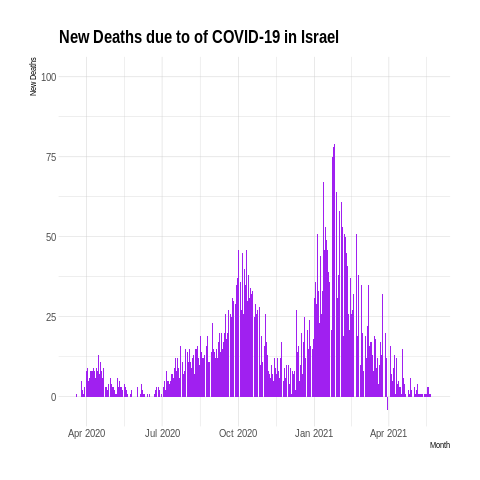 New Deaths due to of COVID-19 in Israel
New Deaths
100
75
50
25
0
Apr 2020 Jul 2020 Oct 2020 Jan 2021 Apr 2021
Month